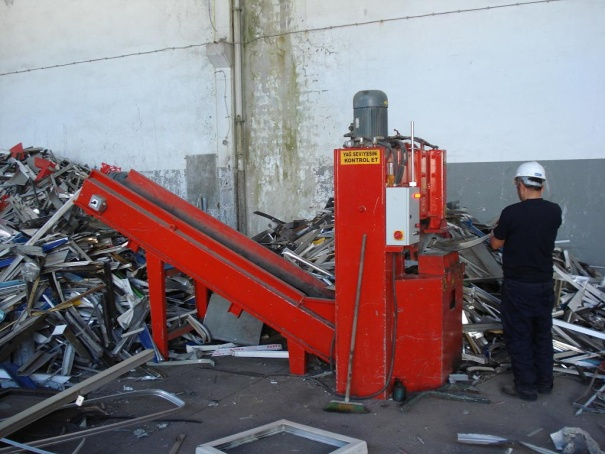 YAĞ SEVİYESİNİ
KONTROL ET